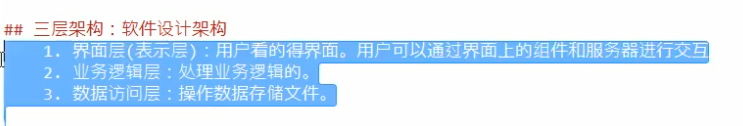 ## 三层架构：软件设计架构
1. 界面层(表示层)：用户看的得界面。用户可以通过界面上的组件和服务器进行交互
2. 业务逻辑层：处理业务逻辑的。
3. 数据访问层：操作数据存储文件。